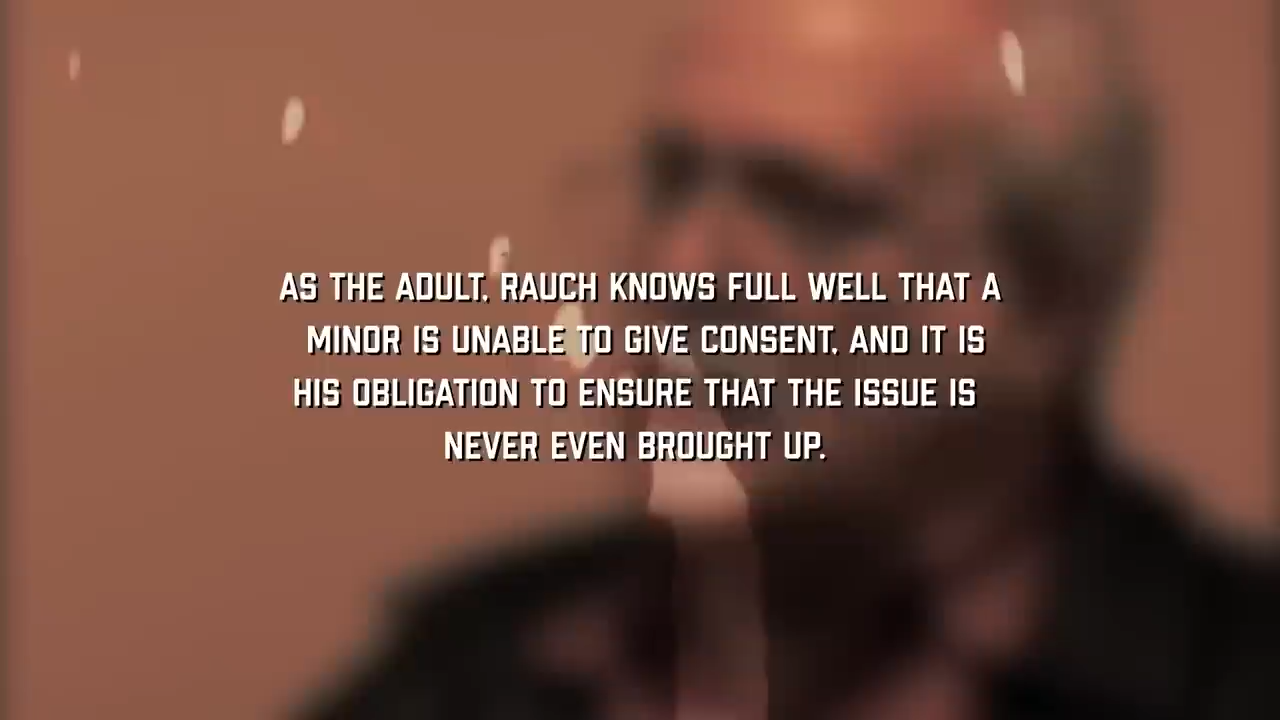 AS THE ADULT, RAUCH KNOWS FULL WELL THAT A
MINOR IS UNABLE TO GIVE CONSENT, AND IT IS
HIS OBLIGATION TO ENSURE THAT THE ISSUE IS
NEVER EVEN BROUGHT UP.